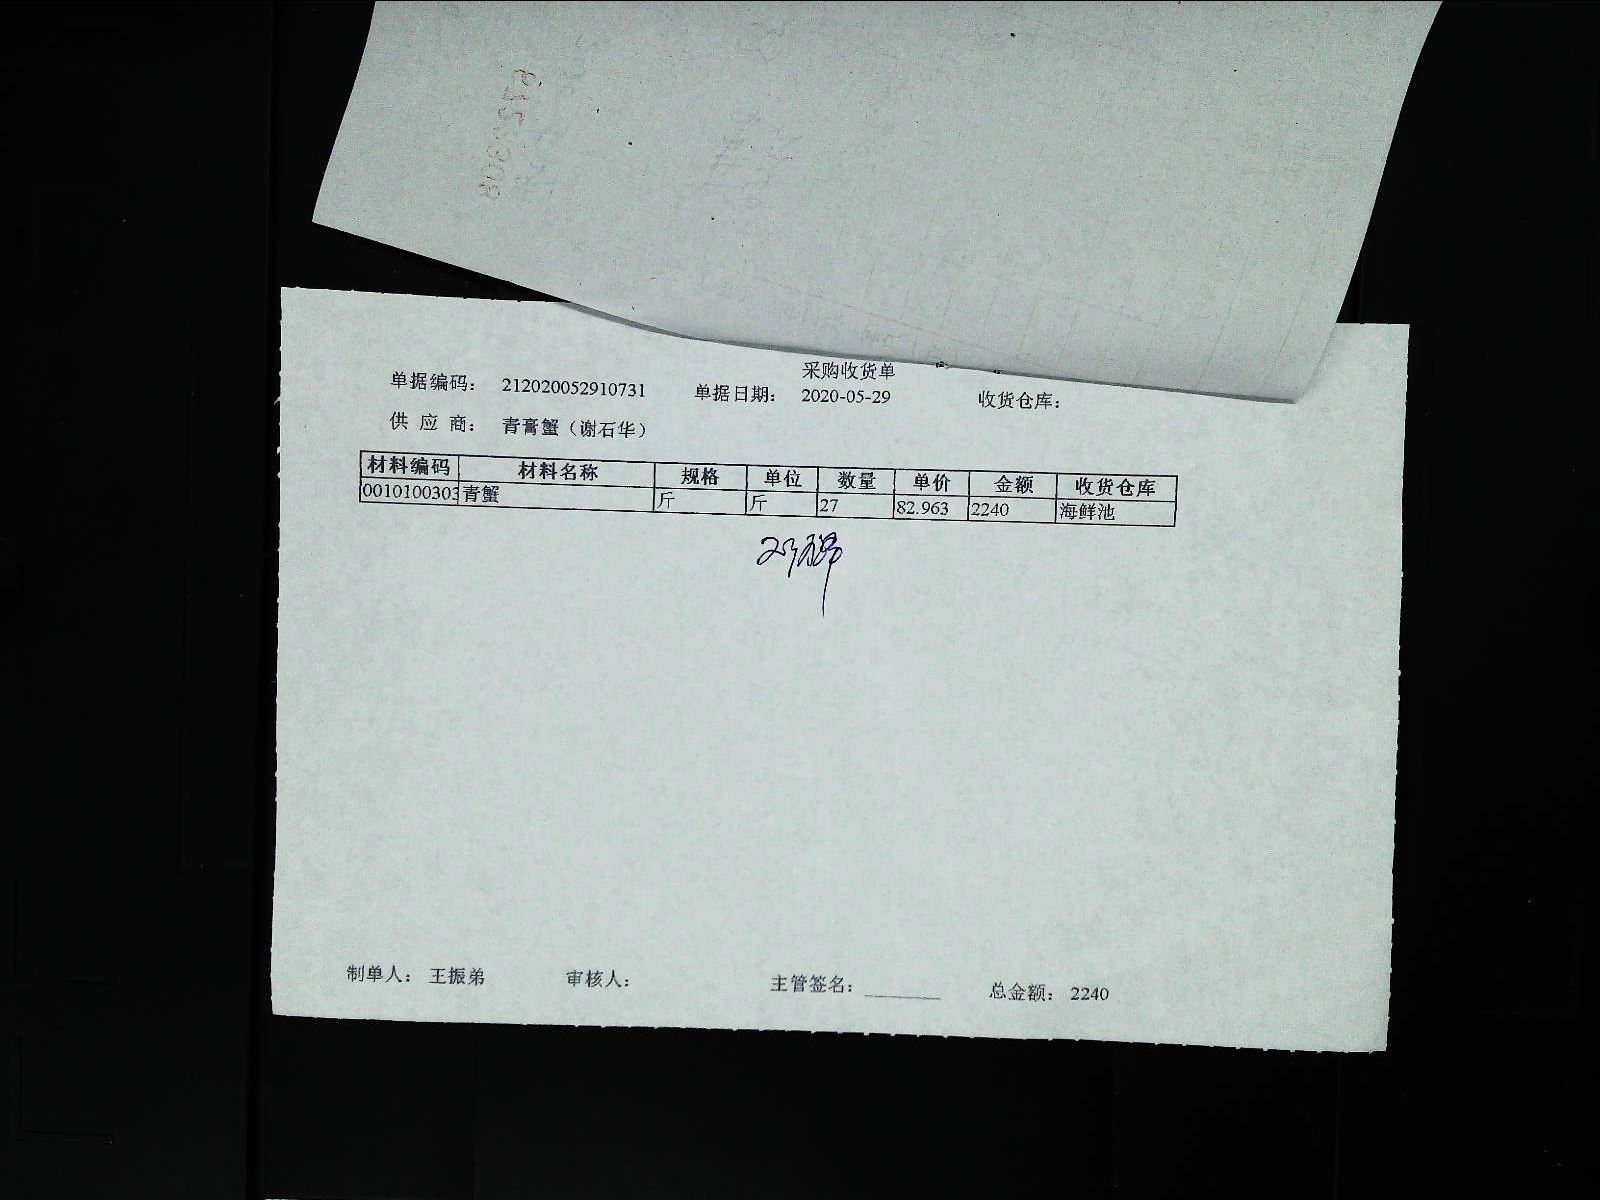 采购收货单
单据编码: 212020052910731 单据日期: 2020-05-29 收货仓库:
供 应 商: 青膏蟹（谢石华）
材料编码 材料名称 规格 单位 数量 单价 金额 收货仓库
0010100303 青蟹 斤 斤 27 82.963 2240 海鲜池
制单人: 王振弟 审核人: 主管签名: ________ 总金额: 2240